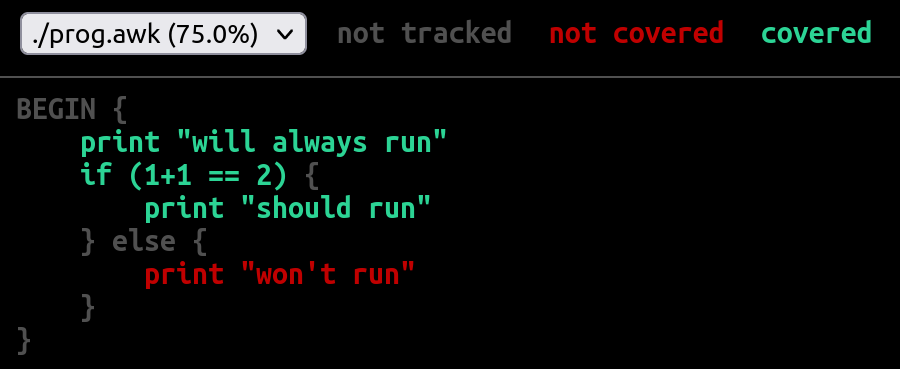 ./prog.awk (75.0%) not tracked not covered covered
BEGIN {
    print "will always run"
    if (1+1 == 2) {
        print "should run"
    } else {
        print "won't run"
    }
}